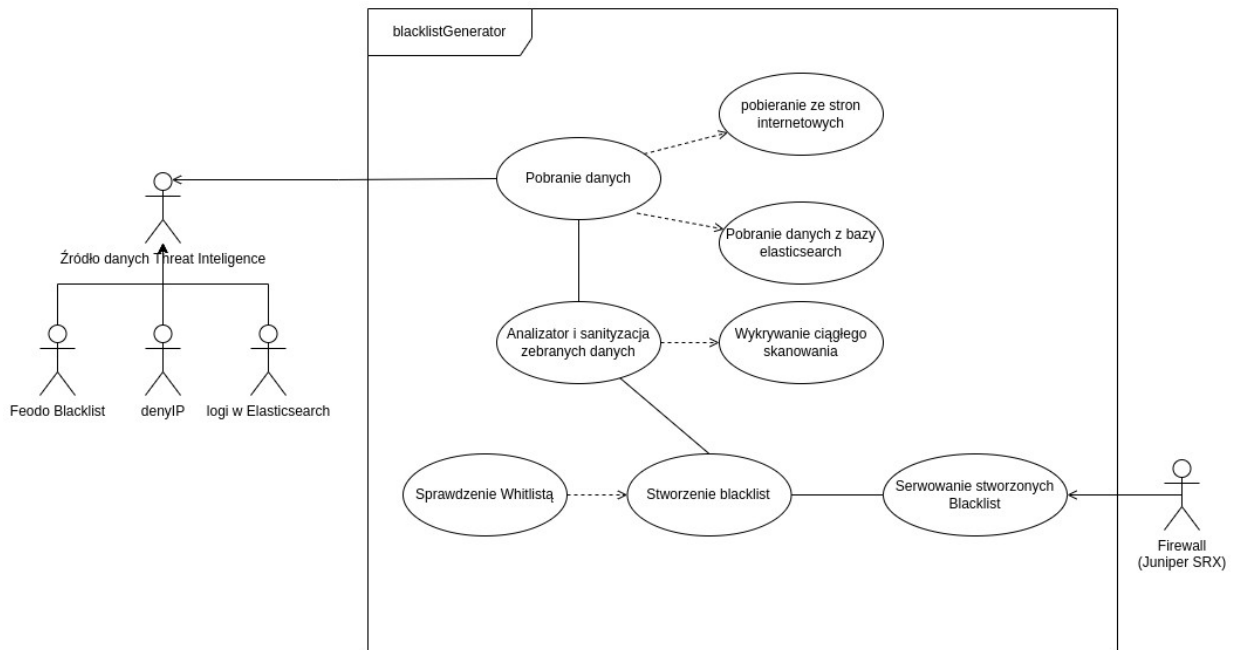 blacklistGenerator
pobieranie ze stron
internetowych
Pobranie danych
Pobranie danych z bazy
elasticsearch
Źródło danych Threat Inteligence
Analizator i sanityzacja
zebranych danych
Wykrywanie ciągłego
skanowania
Feodo Blacklist
denyIP
logi w Elasticsearch
Sprawdzenie Whitlistą
Stworzenie blacklist
Serwowanie stworzonych
Blacklist
Firewall
(Juniper SRX)